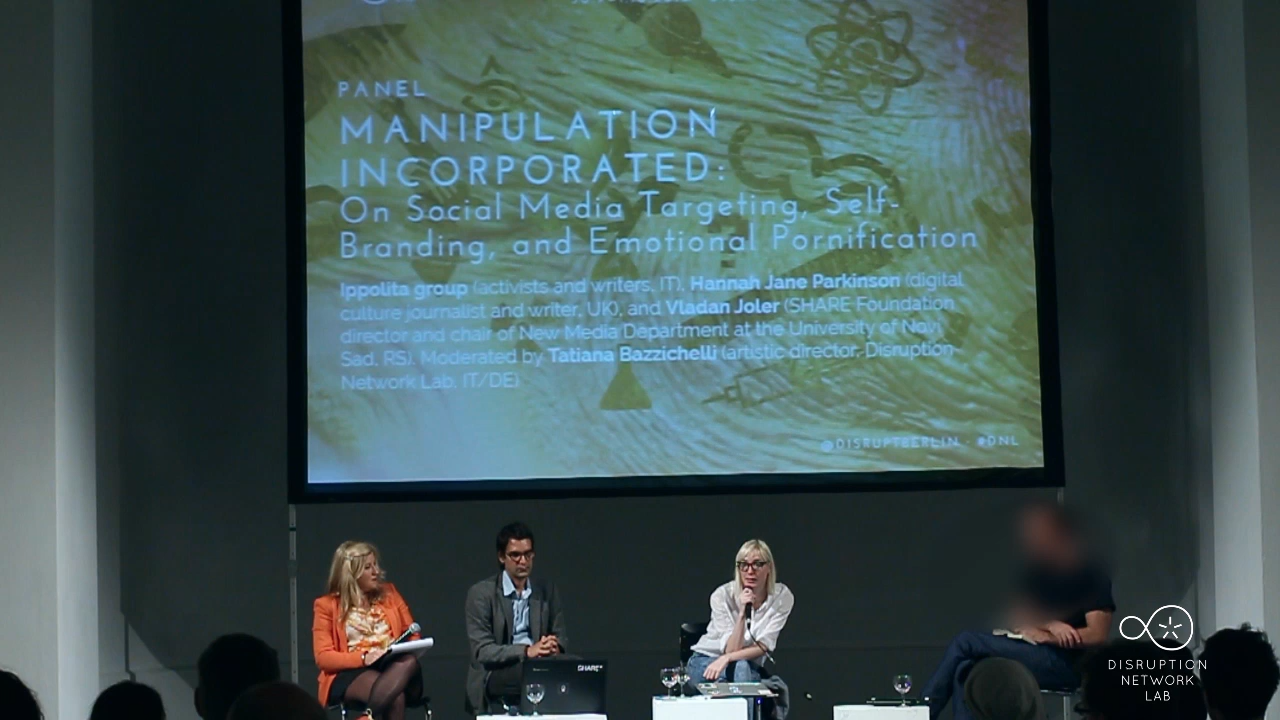 PANEL
MANIPULATION
INCORPORATED:
On Social Media Targeting, Self-
Branding, and Emotional Pornification
Ippolita group (activists and writers, IT), Hannah Jane Parkinson (digital
culture journalist and writer, UK), and Vladan Joler (SHARE Foundation
director and chair of New Media Department at the University of Novi
Sad, RS). Moderated by Tatiana Bazzichelli (artistic director, Disruption
Network Lab, IT/DE)
@DISRUPTBERLIN - #DNL
SHARE
DISRUPTION
NETWORK
LAB